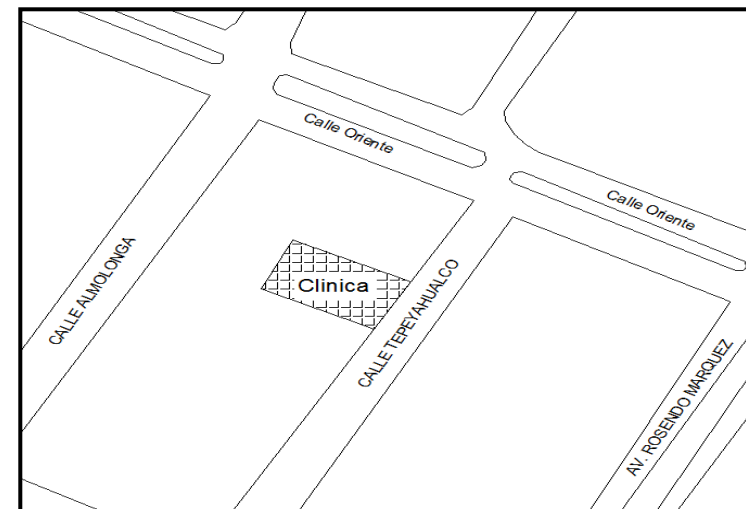 Calle Oriente
Calle Oriente
CALLE ALMOLONGA
Clinica
CALLE TEPEYAHUALCO
AV. ROSENDO MARQUEZ